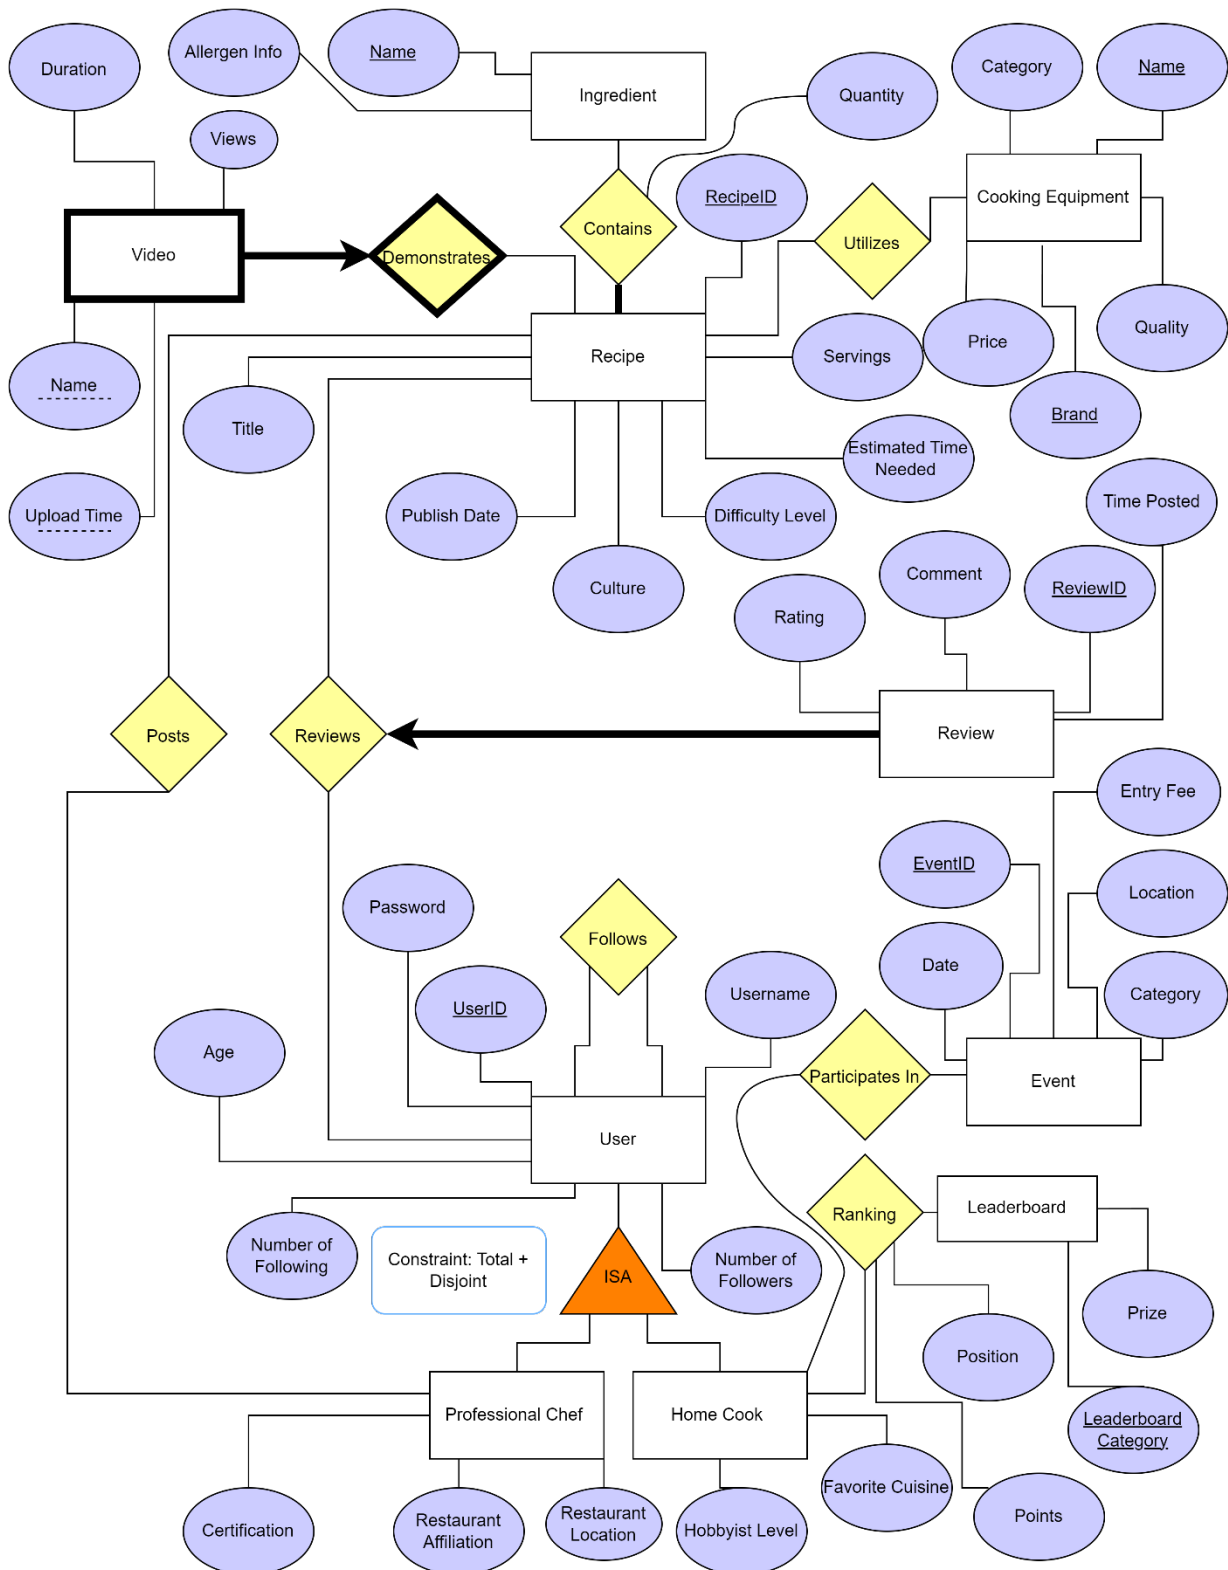 Duration
Allergen Info
Name
Ingredient
Quantity
Category
Name
Views
RecipeID
Cooking Equipment
Contains
Utilizes
Video
Demonstrates
Name
Recipe
Servings
Price
Quality
Title
Brand
Estimated Time
Needed
Upload Time
Publish Date
Difficulty Level
Time Posted
Culture
Comment
ReviewID
Rating
Posts
Reviews
Review
Entry Fee
EventID
Location
Password
Follows
Date
Category
UserID
Username
Age
Participates In
Event
User
Ranking
Leaderboard
Number of
Following
Constraint: Total +
Disjoint
ISA
Number of
Followers
Prize
Position
Professional Chef
Home Cook
Leaderboard
Category
Certification
Restaurant
Affiliation
Restaurant
Location
Hobbyist Level
Favorite Cuisine
Points